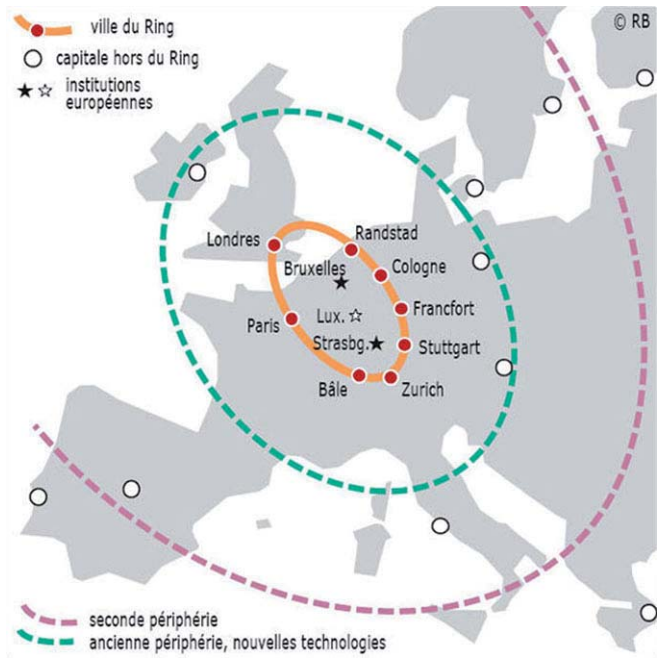 ville du Ring
© RB
capitale hors du Ring
institutions
européennes
Londres
Randstad
Bruxelles
Cologne
Lux.
Francfort
Paris
Strasbg.
Stuttgart
Bâle
Zurich
seconde périphérie
ancienne périphérie, nouvelles technologies